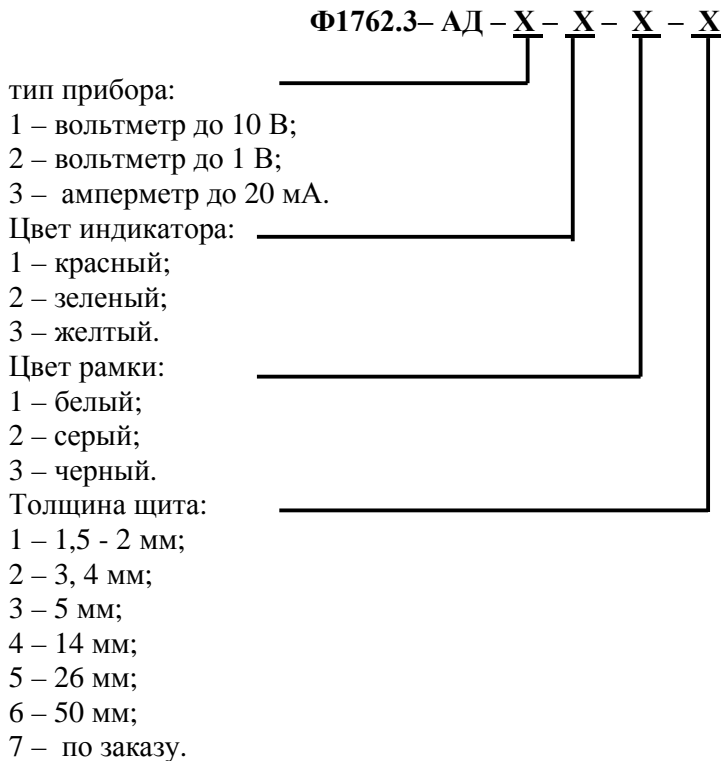 Ф1762.3– АД – Х – Х – Х – Х
тип прибора:
1 – вольтметр до 10 В;
2 – вольтметр до 1 В;
3 – амперметр до 20 мА.
Цвет индикатора:
1 – красный;
2 – зеленый;
3 – желтый.
Цвет рамки:
1 – белый;
2 – серый;
3 – черный.
Толщина щита:
1 – 1,5 - 2 мм;
2 – 3, 4 мм;
3 – 5 мм;
4 – 14 мм;
5 – 26 мм;
6 – 50 мм;
7 – по заказу.